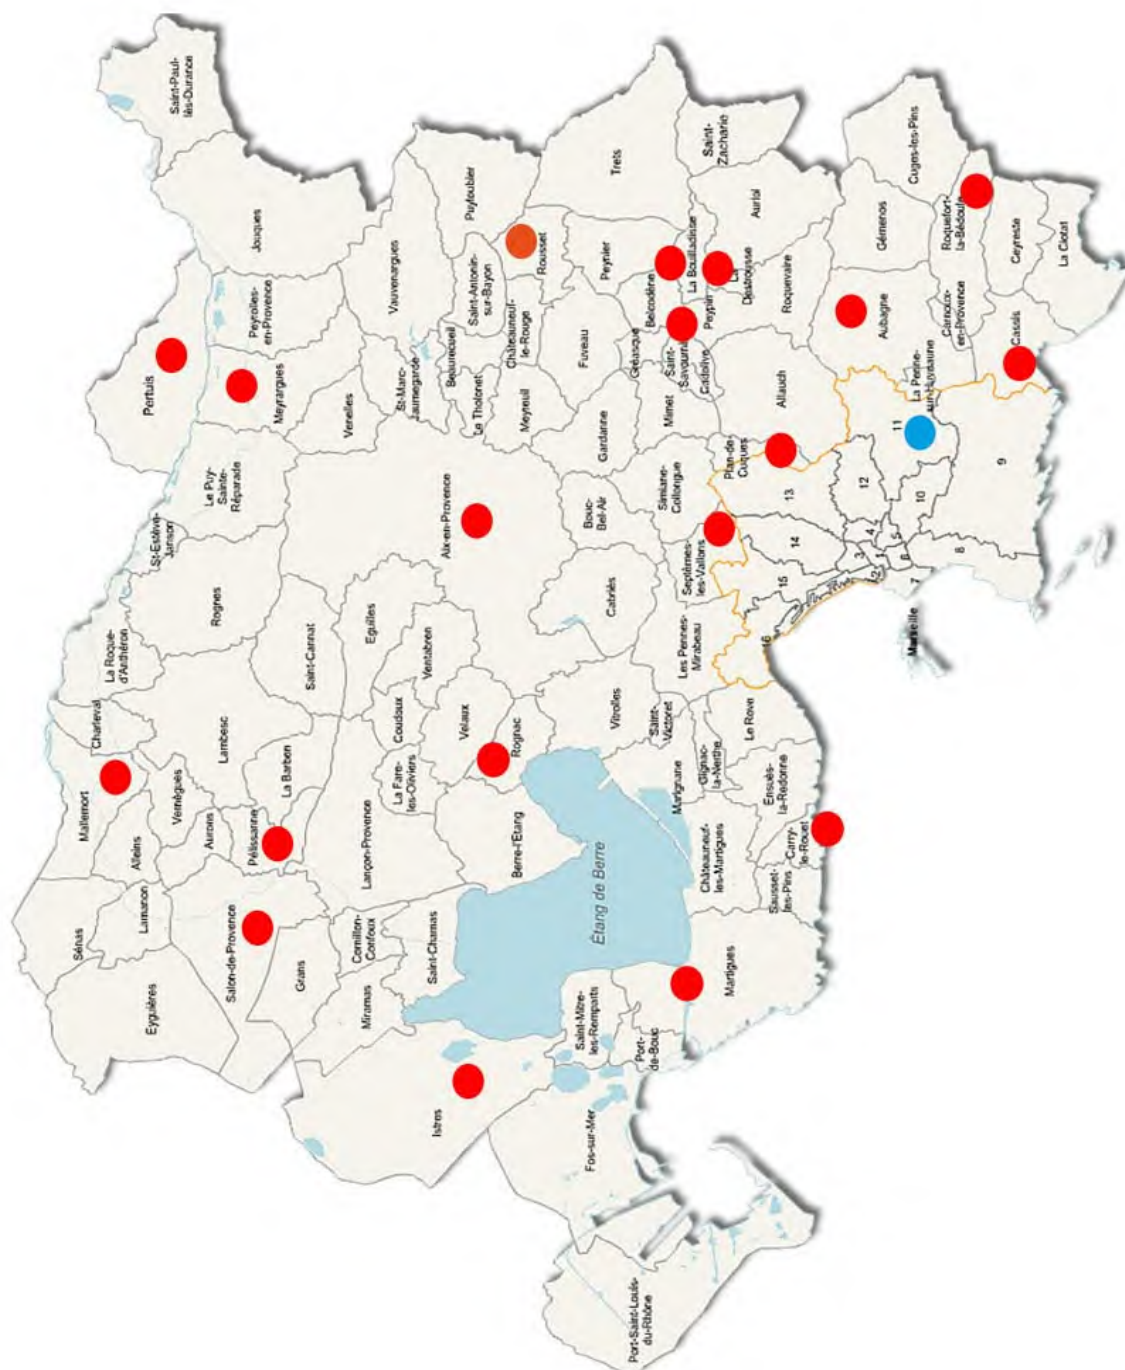 Saint-Paul-
lès-Durance
Jouques
Pertuis
Peyrolles-
en-Provence
Meyrargues
Le Puy-
Sainte-
Réparade
St-Estève-
Janson
Rognes
La Roque-
d'Anthéron
Charleval
Mallemort
Alleins
Vernègues
Lambesc
Aurons
La Barben
Pélissanne
Lamanon
Sénas
Eyguières
Salon-de-Provence
Grans
Saint-Cannat
Eguilles
Ventabren
Coudoux
Velaux
La Fare-
les-Oliviers
Lançon-Provence
Cornillon-
Confoux
Miramas
Saint-Chamas
Berre-l'Etang
Rognac
Istres
Étang de Berre
Vauvenargues
Venelles
St-Marc-
Jaumegarde
Puyloubier
Saint-Antonin-
sur-Bayon
Beaurecueil
Le Tholonet
Châteauneuf-
le-Rouge
Rousset
Meyreuil
Aix-en-Provence
Trets
Peynier
Fuveau
Gardanne
Bouc-
Bel-Air
Cabriès
Vitrolles
Saint-
Zacharie
Auriol
La Bouilladisse
La
Destrousse
Belcodène
Peypin
Gréasque
Saint-
Savournin
Cadolive
Mimet
Simiane-
Collongue
Septèmes-
les-Vallons
Les Pennes-
Mirabeau
Saint-
Victoret
Marignane
Gignac-
la-Nerthe
Le Rove
Ensuès-
la-Redonne
Carry-
le-Rouet
Sausset-
les-Pins
Châteauneuf-
les-Martigues
Martigues
Saint-Mitre-
les-Remparts
Port-
de-Bouc
Fos-sur-Mer
Port-Saint-Louis-
du-Rhône
Roquevaire
Allauch
Plan-de-
Cuques
Cuges-les-Pins
Gémenos
Aubagne
La Penne-
sur-Huveaune
Roquefort-
la-Bédoule
Carnoux-
en-Provence
Ceyreste
La Ciotat
Cassis
Marseille
1
2
3
4
5
6
7
8
9
10
11
12
13
14
15
16